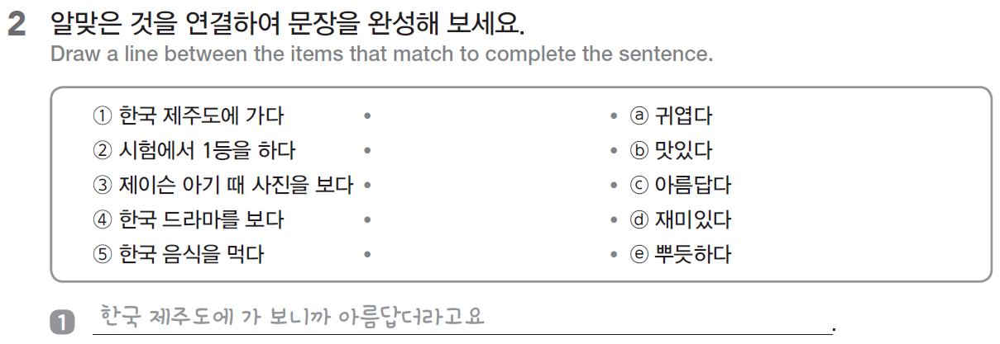 2 알맞은 것을 연결하여 문장을 완성해 보세요.
Draw a line between the items that match to complete the sentence.
① 한국 제주도에 가다 • • ⓐ 귀엽다
② 시험에서 1등을 하다 • • ⓑ 맛있다
③ 제이슨 아기 때 사진을 보다 • • ⓒ 아름답다
④ 한국 드라마를 보다 • • ⓓ 재미있다
⑤ 한국 음식을 먹다 • • ⓔ 뿌듯하다
1 한국 제주도에 가 보니까 아름답더라고요.